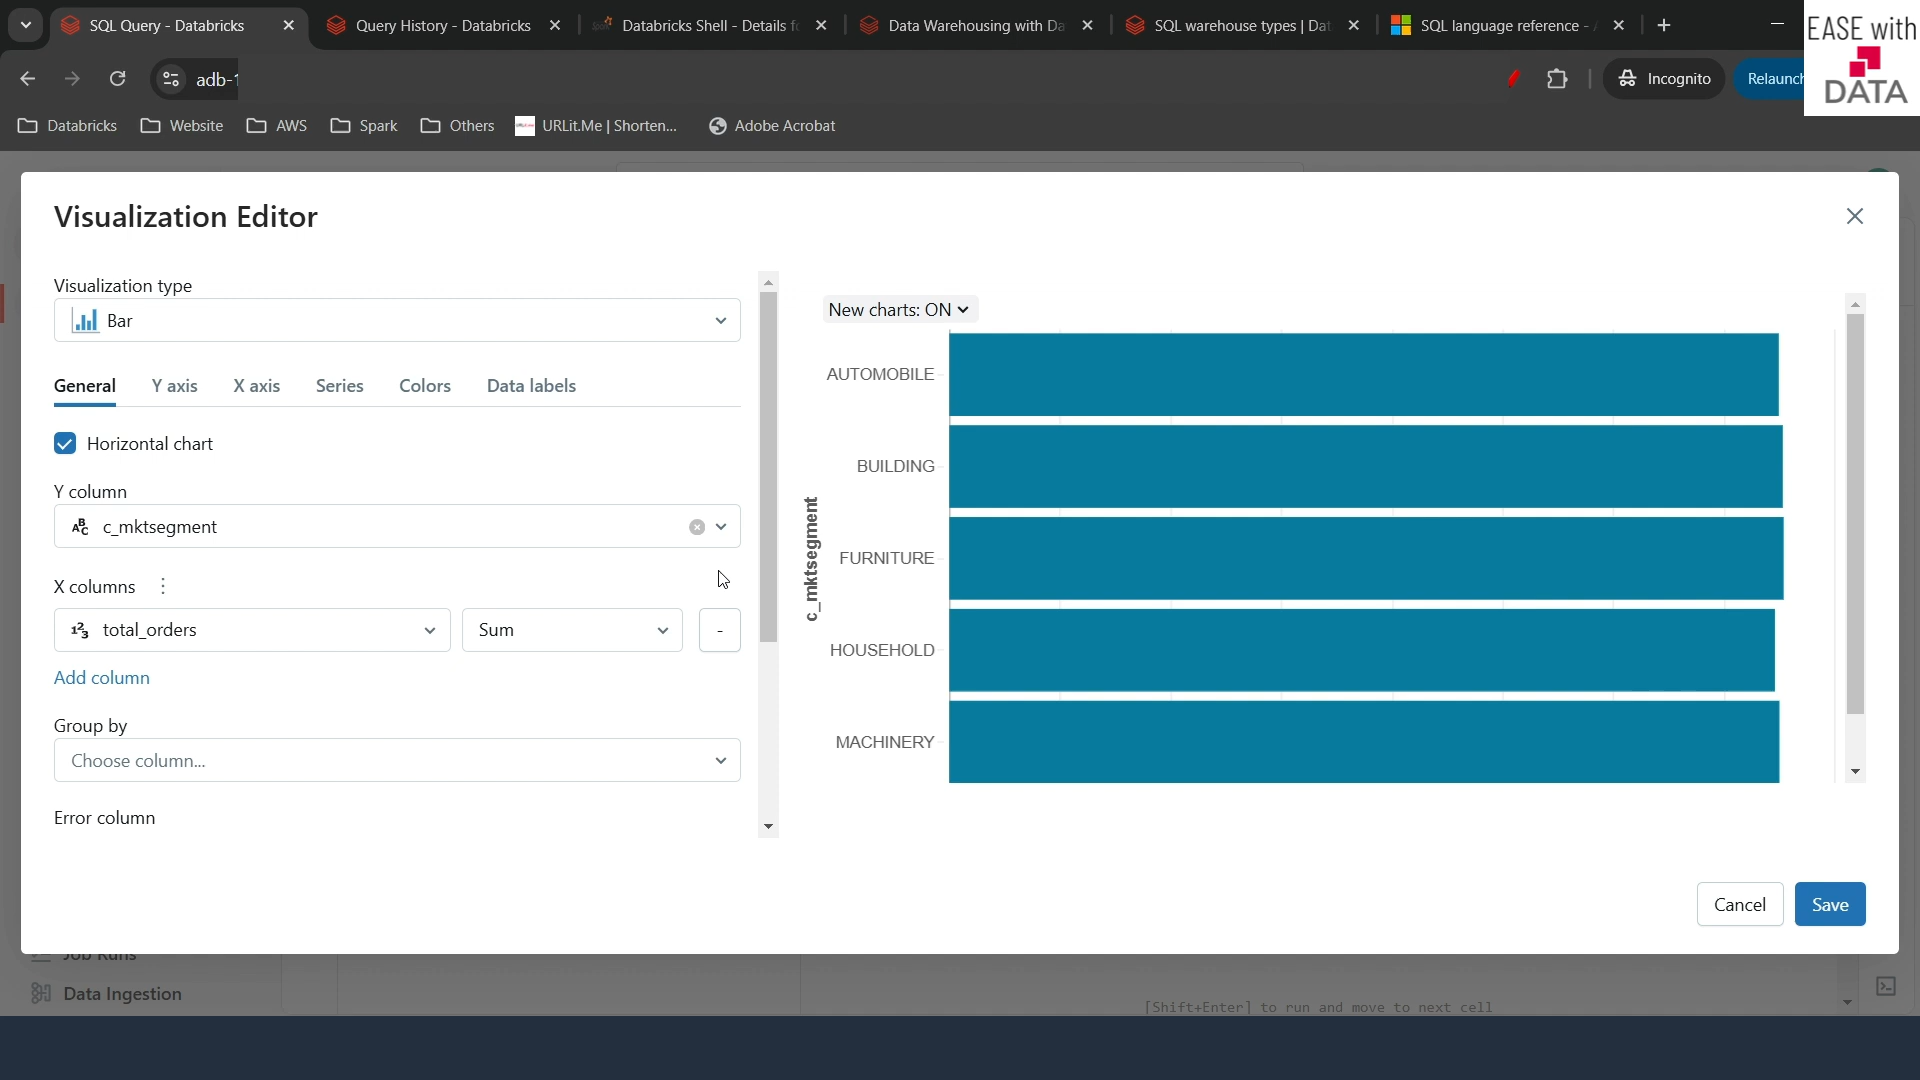 SQL Query - Databricks
Query History - Databricks
Databricks Shell - Details f
Data Warehousing with Da
SQL warehouse types | Dat
SQL language reference -
EASE with
DATA
adb-1
Incognito
Relaunch
Databricks
Website
AWS
Spark
Others
URLit.Me | Shorten...
Adobe Acrobat
Visualization Editor
Visualization type
Bar
General
Y axis
X axis
Series
Colors
Data labels
Horizontal chart
Y column
c_mktsegment
X columns
total_orders
Sum
-
Add column
Group by
Choose column...
Error column
New charts: ON
AUTOMOBILE
BUILDING
FURNITURE
HOUSEHOLD
MACHINERY
c_mktsegment
Cancel
Save
Job Runs
Data Ingestion
[Shift+Enter] to run and move to next cell